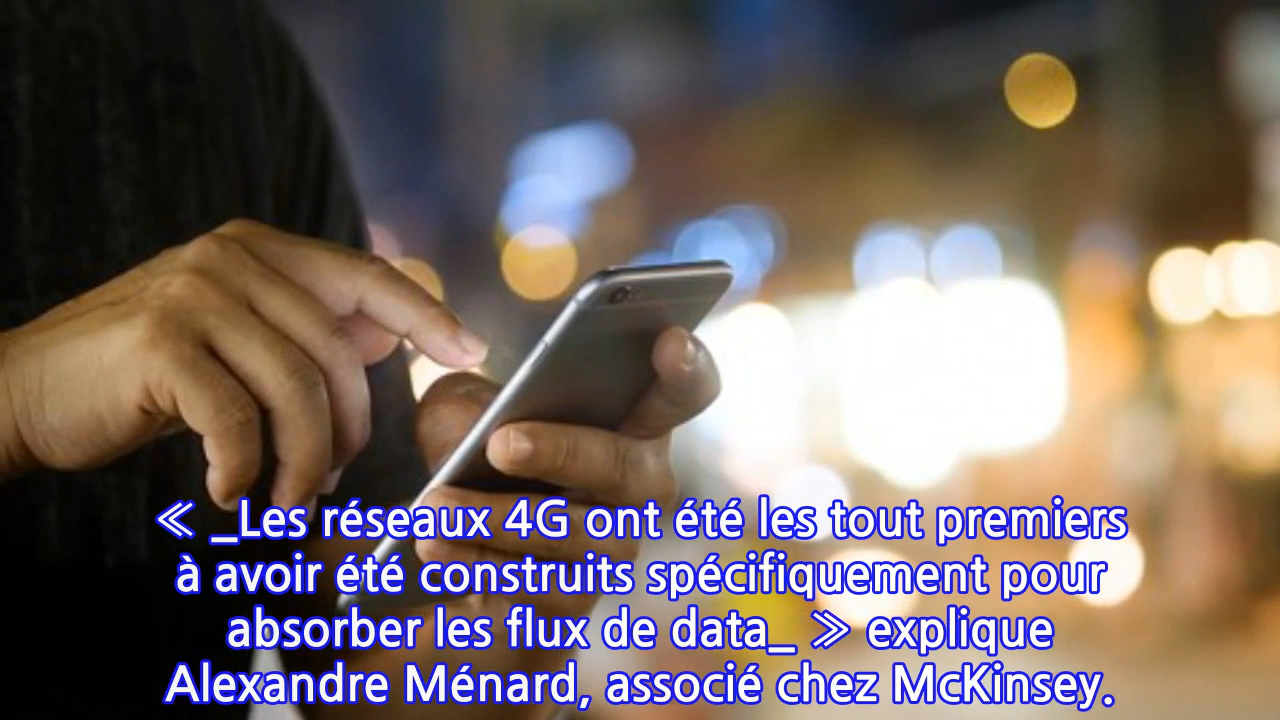 ≪ _Les réseaux 4G ont été les tout premiers
à avoir été construits spécifiquement pour
absorber les flux de data_ ≫ explique
Alexandre Ménard, associé chez McKinsey.